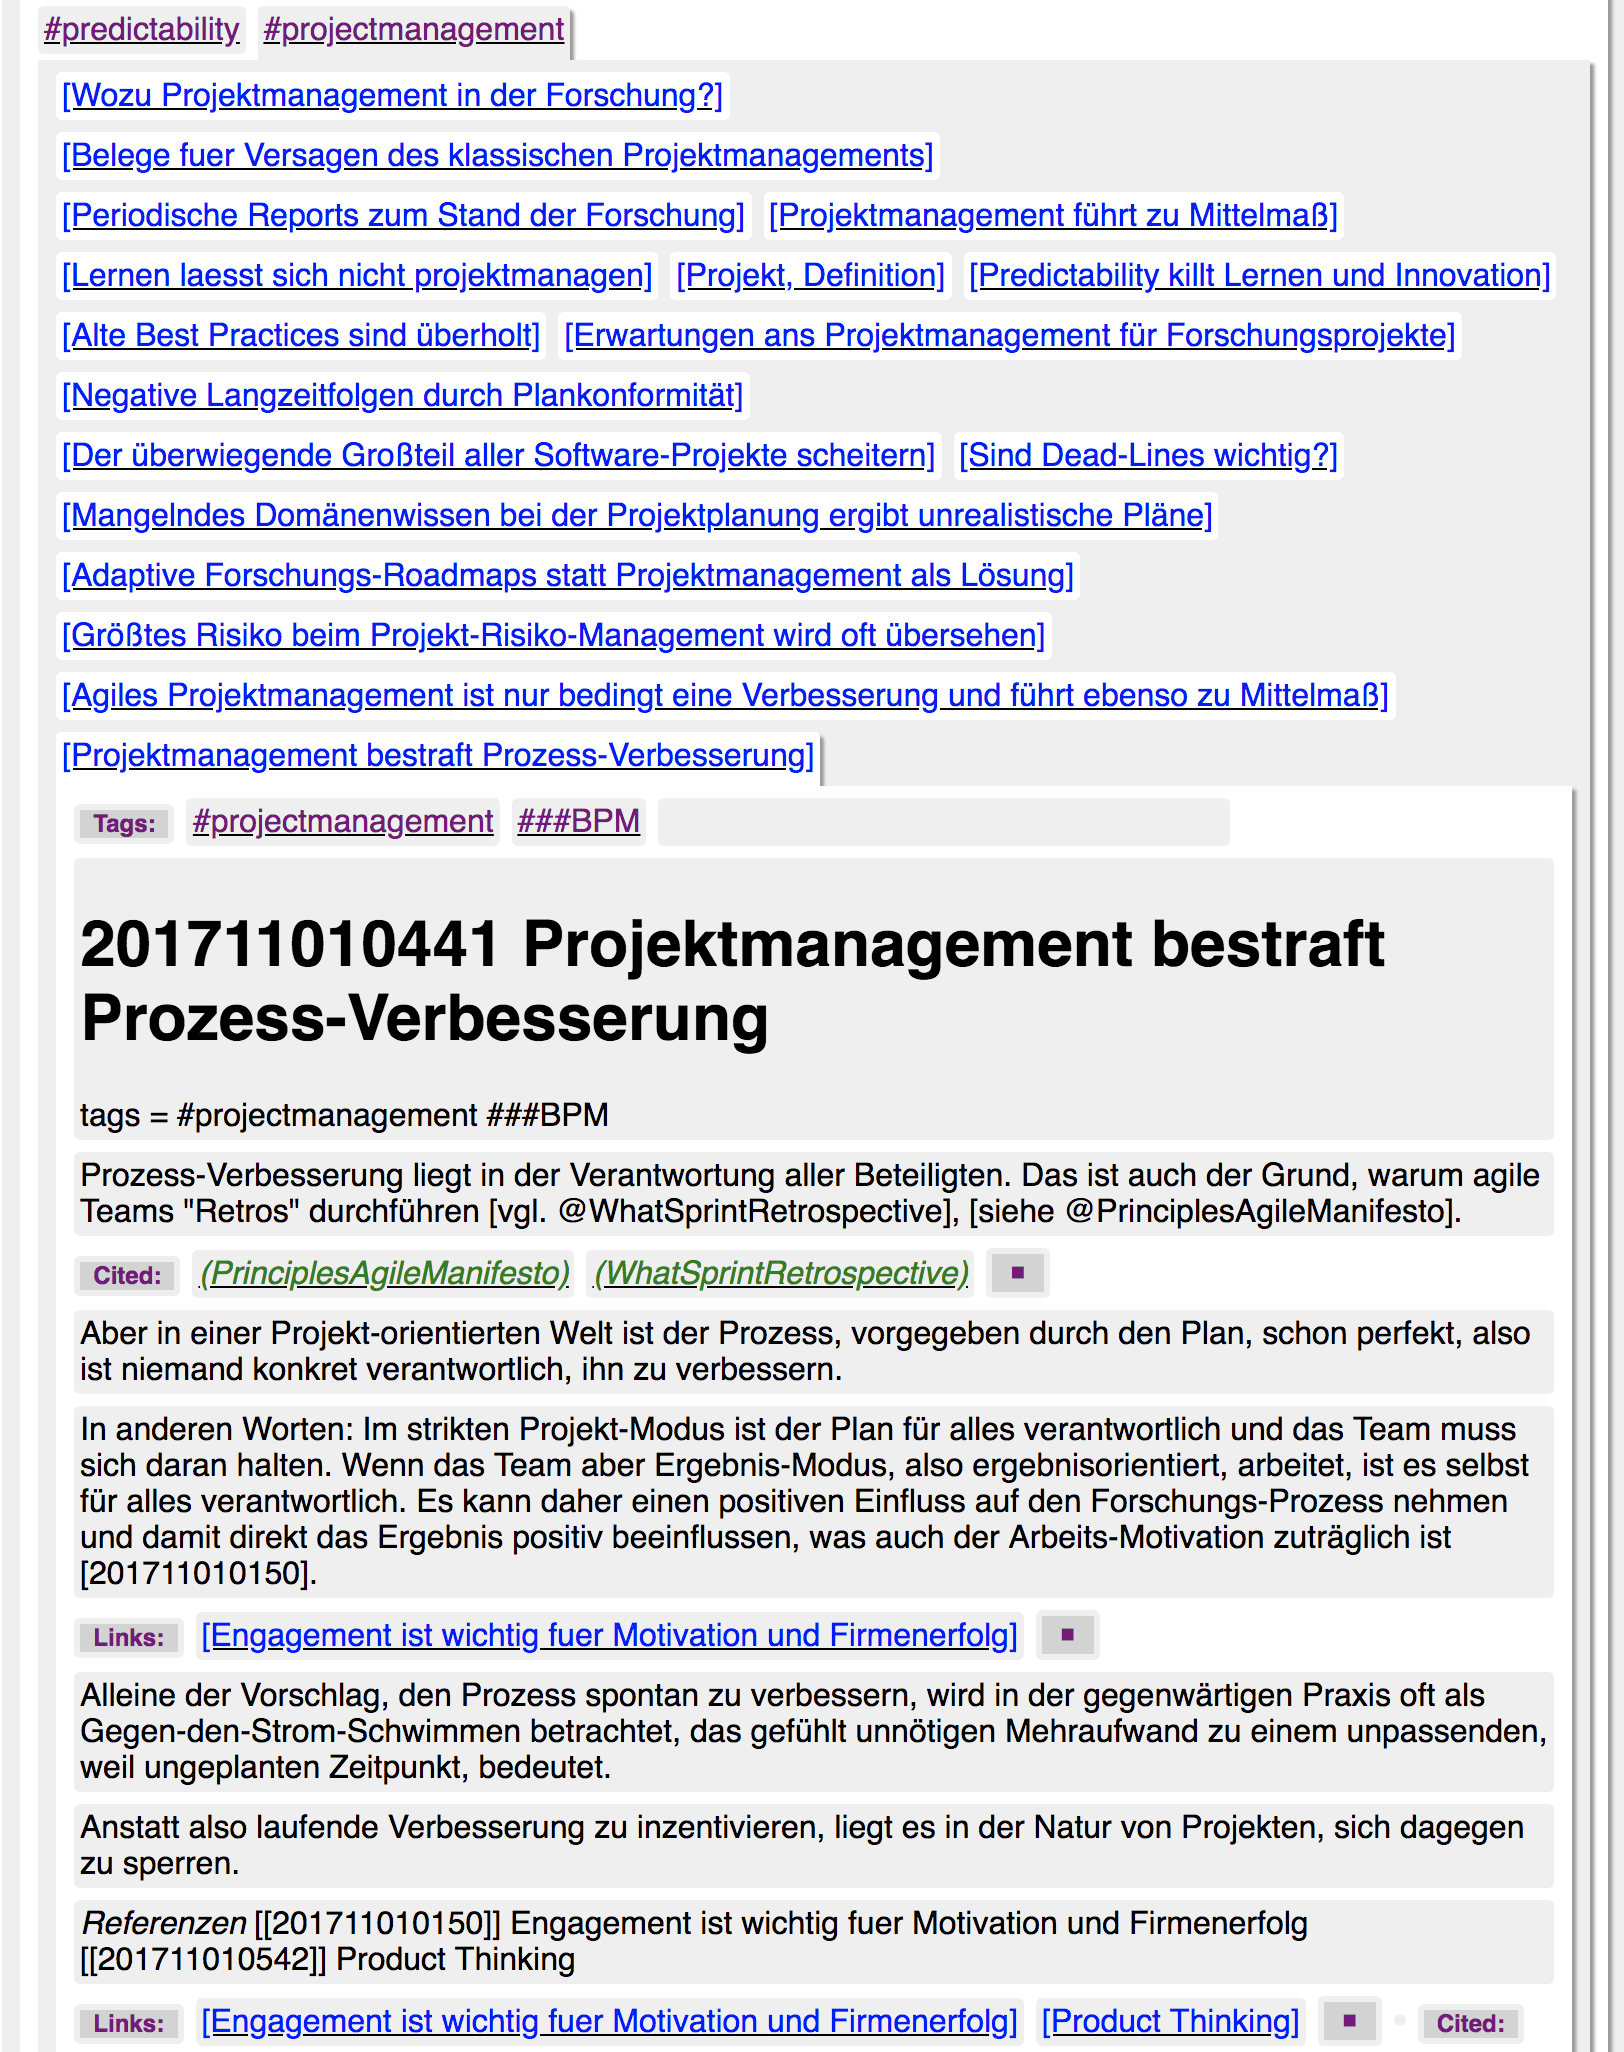 #predictability #projectmanagement
[Wozu Projektmanagement in der Forschung?]
[Belege fuer Versagen des klassischen Projektmanagements]
[Periodische Reports zum Stand der Forschung] [Projektmanagement führt zu Mittelmaß]
[Lernen laesst sich nicht projektmanagen] [Projekt, Definition] [Predictability killt Lernen und Innovation]
[Alte Best Practices sind überholt] [Erwartungen ans Projektmanagement für Forschungsprojekte]
[Negative Langzeitfolgen durch Plankonformität]
[Der überwiegende Großteil aller Software-Projekte scheitern] [Sind Dead-Lines wichtig?]
[Mangelndes Domänenwissen bei der Projektplanung ergibt unrealistische Pläne]
[Adaptive Forschungs-Roadmaps statt Projektmanagement als Lösung]
[Größtes Risiko beim Projekt-Risiko-Management wird oft übersehen]
[Agiles Projektmanagement ist nur bedingt eine Verbesserung und führt ebenso zu Mittelmaß]
[Projektmanagement bestraft Prozess-Verbesserung]
Tags: #projectmanagement ###BPM
201711010441 Projektmanagement bestraft
Prozess-Verbesserung
tags = #projectmanagement ###BPM
Prozess-Verbesserung liegt in der Verantwortung aller Beteiligten. Das ist auch der Grund, warum agile
Teams "Retros" durchführen [vgl. @WhatSprintRetrospective], [siehe @PrinciplesAgileManifesto].
Cited: (PrinciplesAgileManifesto) (WhatSprintRetrospective)
Aber in einer Projekt-orientierten Welt ist der Prozess, vorgegeben durch den Plan, schon perfekt, also
ist niemand konkret verantwortlich, ihn zu verbessern.
In anderen Worten: Im strikten Projekt-Modus ist der Plan für alles verantwortlich und das Team muss
sich daran halten. Wenn das Team aber Ergebnis-Modus, also ergebnisorientiert, arbeitet, ist es selbst
für alles verantwortlich. Es kann daher einen positiven Einfluss auf den Forschungs-Prozess nehmen
und damit direkt das Ergebnis positiv beeinflussen, was auch der Arbeits-Motivation zuträglich ist
[201711010150].
Links: [Engagement ist wichtig fuer Motivation und Firmenerfolg]
Alleine der Vorschlag, den Prozess spontan zu verbessern, wird in der gegenwärtigen Praxis oft als
Gegen-den-Strom-Schwimmen betrachtet, das gefühlt unnötigen Mehraufwand zu einem unpassenden,
weil ungeplanten Zeitpunkt, bedeutet.
Anstatt also laufende Verbesserung zu inzentivieren, liegt es in der Natur von Projekten, sich dagegen
zu sperren.
Referenzen [[201711010150]] Engagement ist wichtig fuer Motivation und Firmenerfolg
[[201711010542]] Product Thinking
Links: [Engagement ist wichtig fuer Motivation und Firmenerfolg] [Product Thinking] Cited: